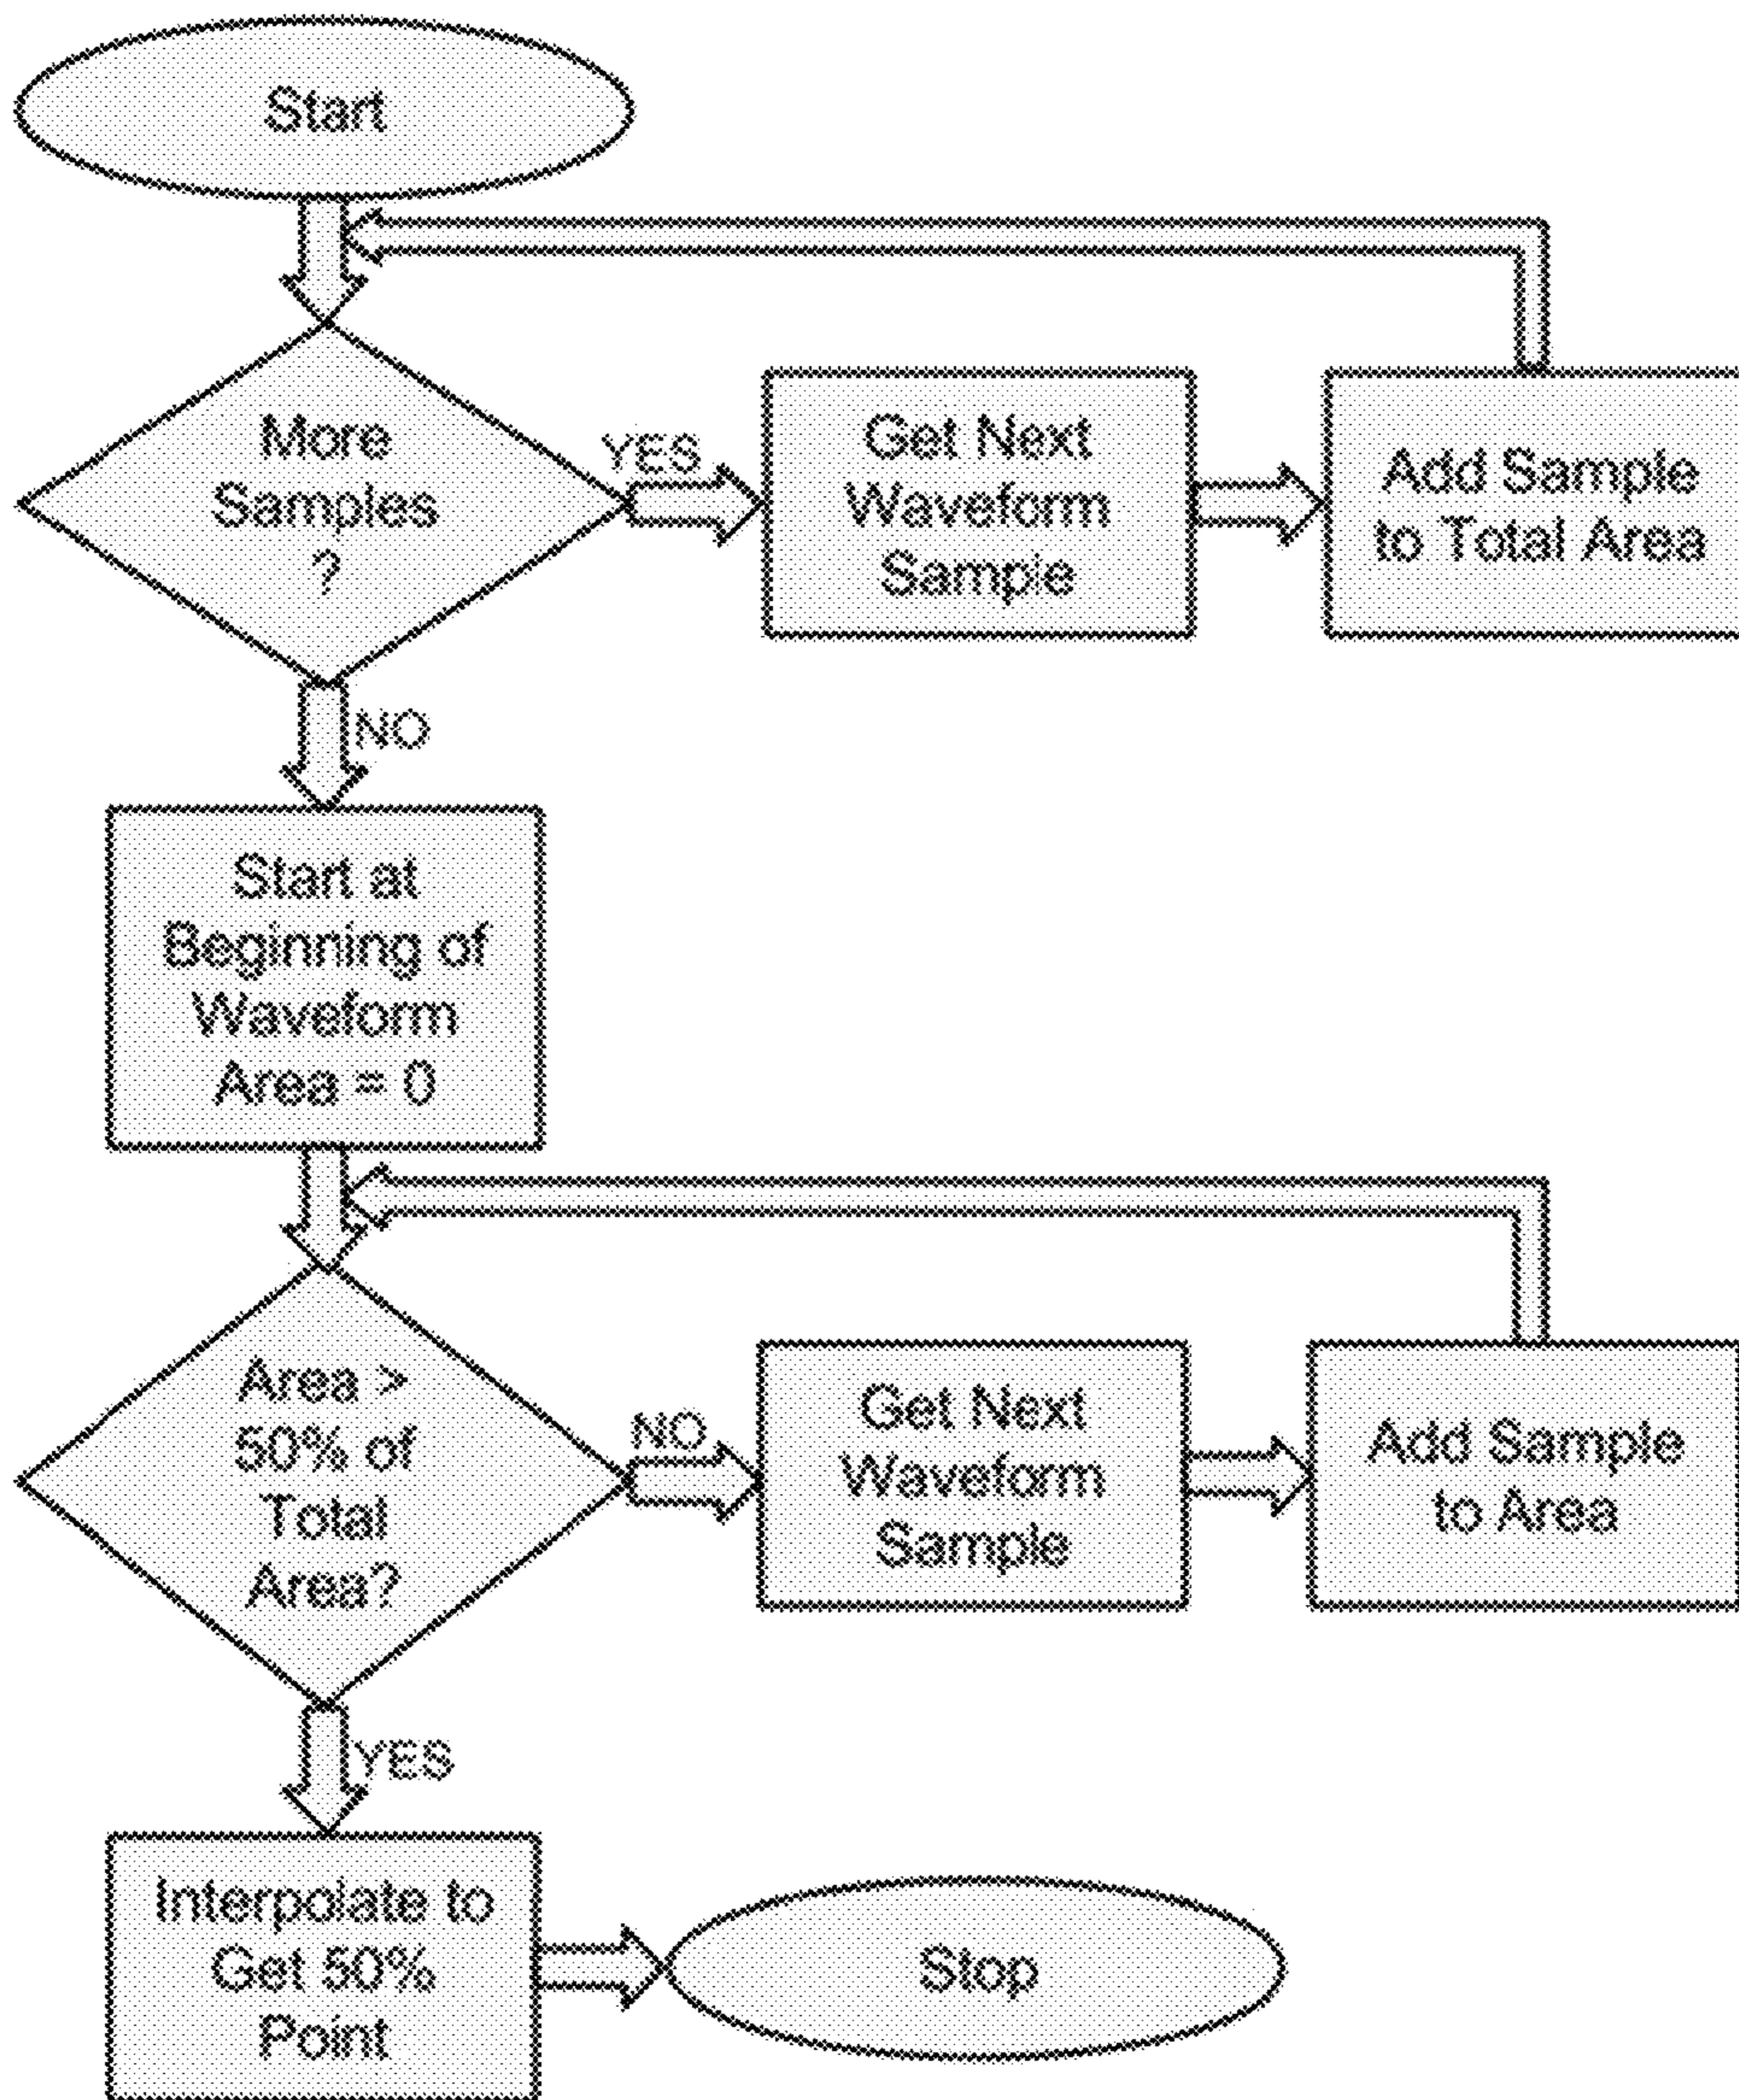 Start
More
Samples
?
YES
Get Next
Waveform
Sample
Add Sample
to Total Area
NO
Start at
Beginning of
Waveform
Area = 0
Area >
50% of
Total
Area?
NO
Get Next
Waveform
Sample
Add Sample
to Area
YES
Interpolate to
Get 50%
Point
Stop